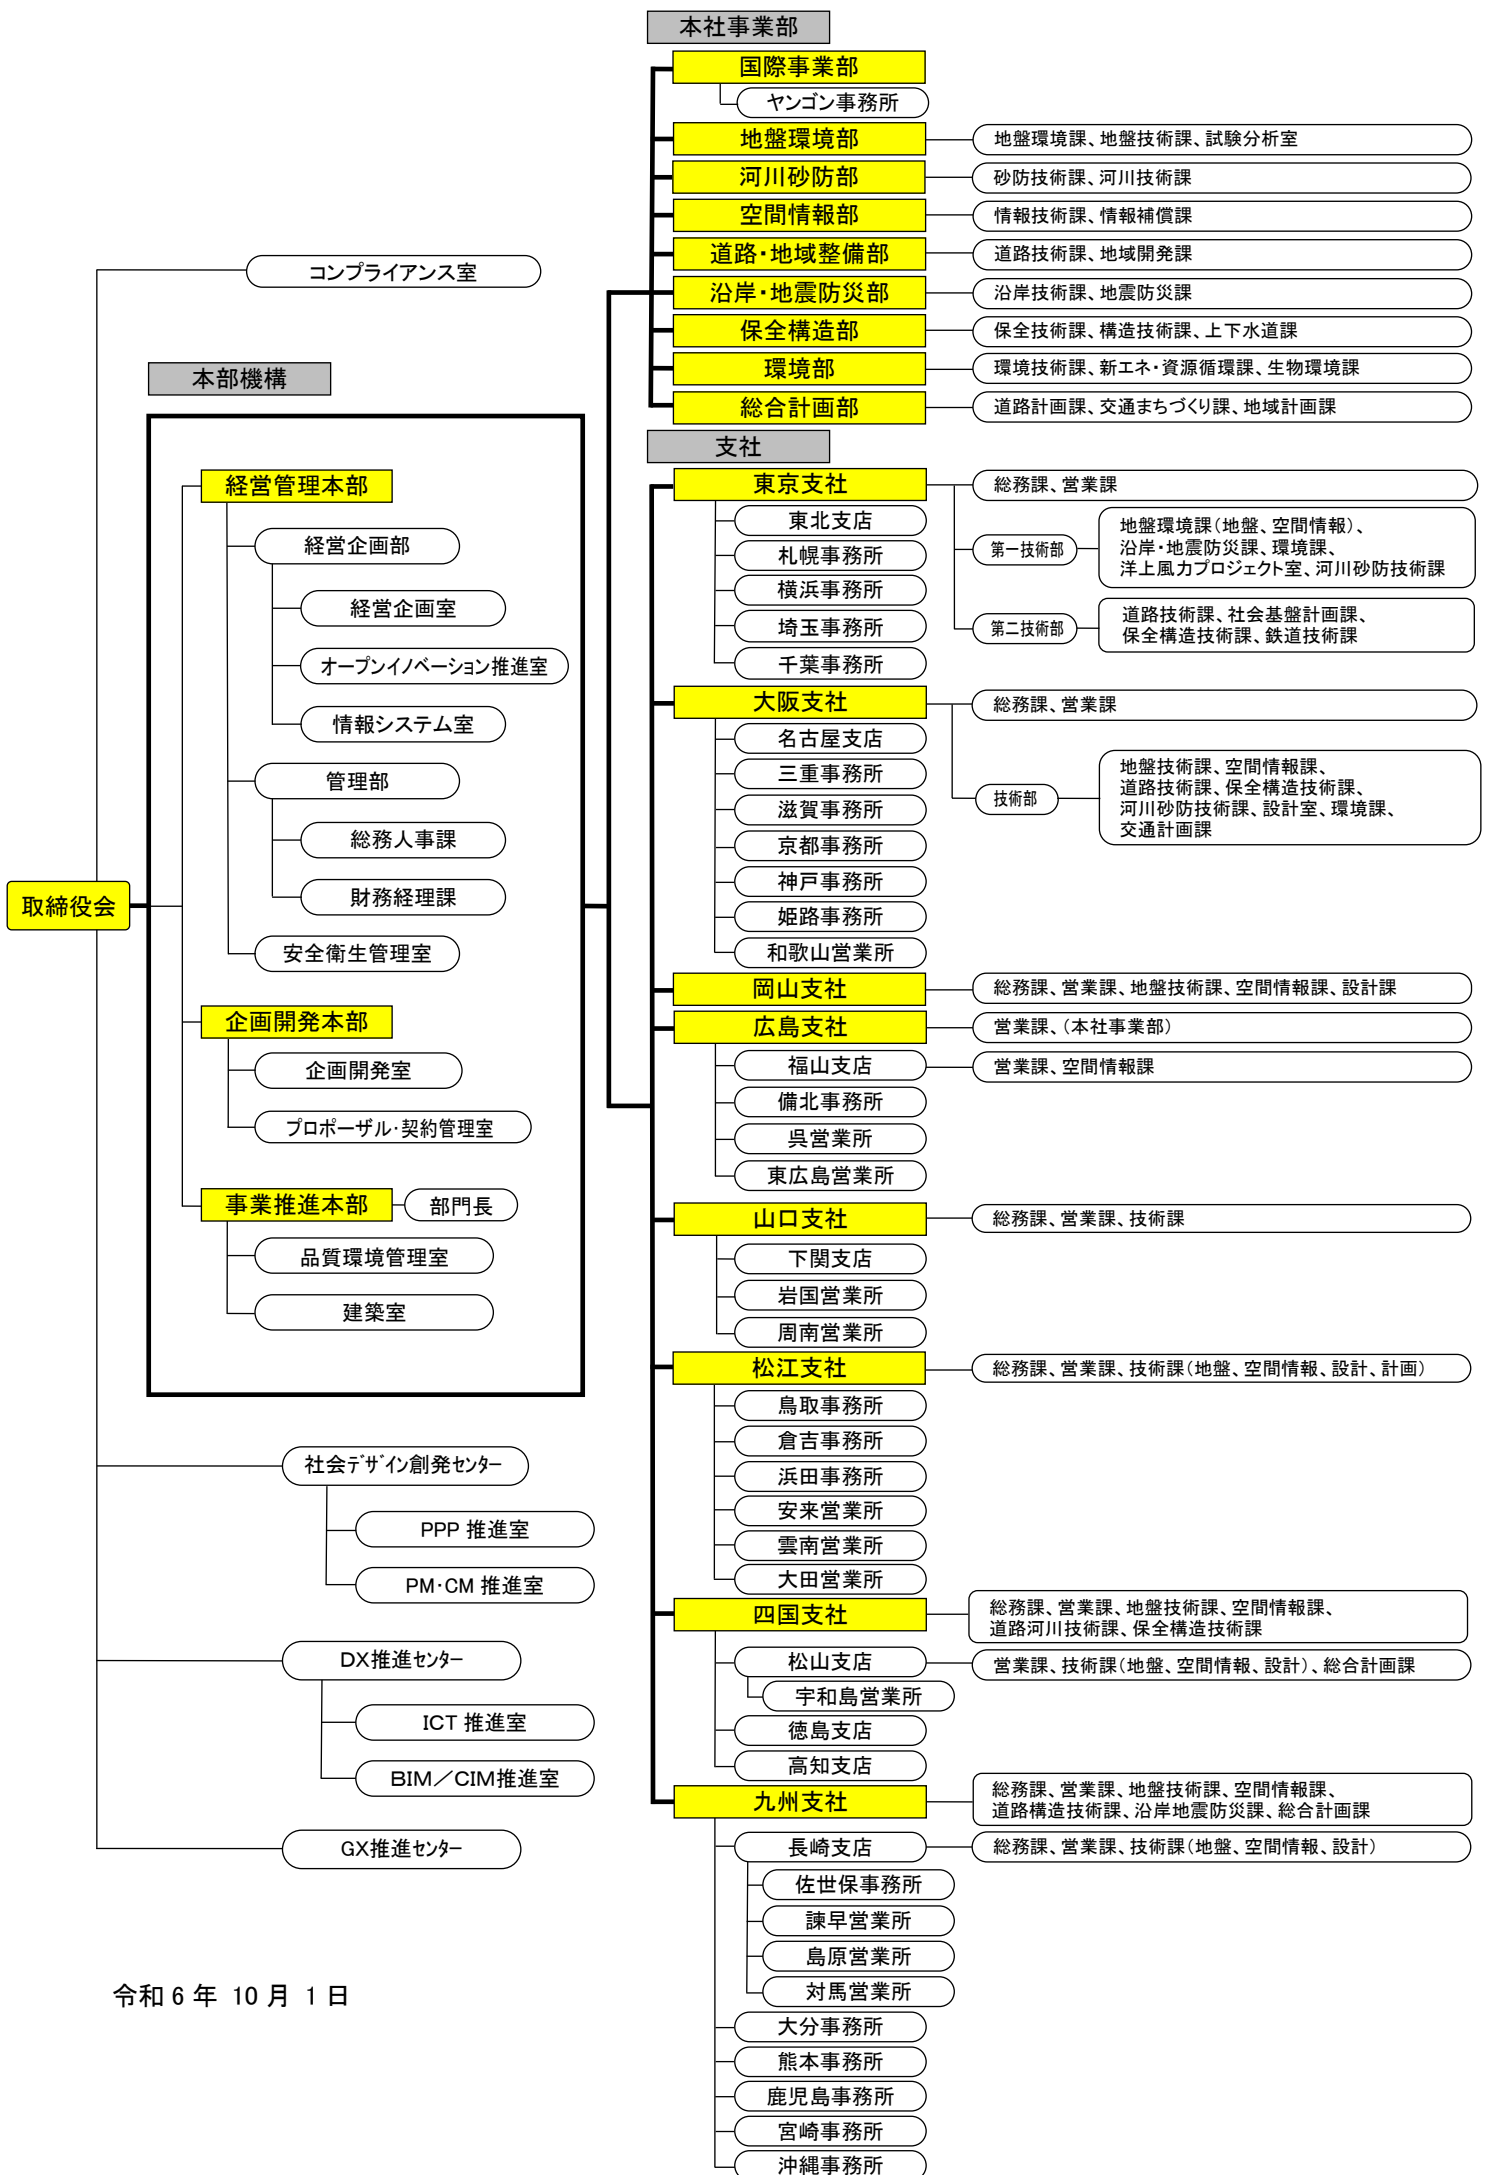 本社事業部
国際事業部
ヤンゴン事務所
地盤環境部
地盤環境課、地盤技術課、試験分析室
河川砂防部
砂防技術課、河川技術課
空間情報部
情報技術課、情報補償課
道路・地域整備部
道路技術課、地域開発課
沿岸・地震防災部
沿岸技術課、地震防災課
保全構造部
保全技術課、構造技術課、上下水道課
環境部
環境技術課、新エネ・資源循環課、生物環境課
総合計画部
道路計画課、交通まちづくり課、地域計画課
コンプライアンス室
本部機構
取締役会
経営管理本部
経営企画部
経営企画室
オープンイノベーション推進室
情報システム室
管理部
総務人事課
財務経理課
安全衛生管理室
企画開発本部
企画開発室
プロポーザル・契約管理室
事業推進本部
部門長
品質環境管理室
建築室
社会デザイン創発センター
PPP 推進室
PM・CM 推進室
DX推進センター
ICT 推進室
BIM／CIM推進室
GX推進センター
支社
東京支社
総務課、営業課
第一技術部
地盤環境課（地盤、空間情報）、
沿岸・地震防災課、環境課、
洋上風力プロジェクト室、河川砂防技術課
第二技術部
道路技術課、社会基盤計画課、
保全構造技術課、鉄道技術課
東北支店
札幌事務所
横浜事務所
埼玉事務所
千葉事務所
大阪支社
総務課、営業課
技術部
地盤技術課、空間情報課、
道路技術課、保全構造技術課、
河川砂防技術課、設計室、環境課、
交通計画課
名古屋支店
三重事務所
滋賀事務所
京都事務所
神戸事務所
姫路事務所
和歌山営業所
岡山支社
総務課、営業課、地盤技術課、空間情報課、設計課
広島支社
営業課、（本社事業部）
福山支店
営業課、空間情報課
備北事務所
呉営業所
東広島営業所
山口支社
総務課、営業課、技術課
下関支店
岩国営業所
周南営業所
松江支社
総務課、営業課、技術課（地盤、空間情報、設計、計画）
鳥取事務所
倉吉事務所
浜田事務所
安来営業所
雲南営業所
大田営業所
四国支社
総務課、営業課、地盤技術課、空間情報課、
道路河川技術課、保全構造技術課
松山支店
営業課、技術課（地盤、空間情報、設計）、総合計画課
宇和島営業所
徳島支店
高知支店
九州支社
総務課、営業課、地盤技術課、空間情報課、
道路構造技術課、沿岸地震防災課、総合計画課
長崎支店
総務課、営業課、技術課（地盤、空間情報、設計）
佐世保事務所
諫早営業所
島原営業所
対馬営業所
大分事務所
熊本事務所
鹿児島事務所
宮崎事務所
沖縄事務所
令和 6 年 10 月 1 日